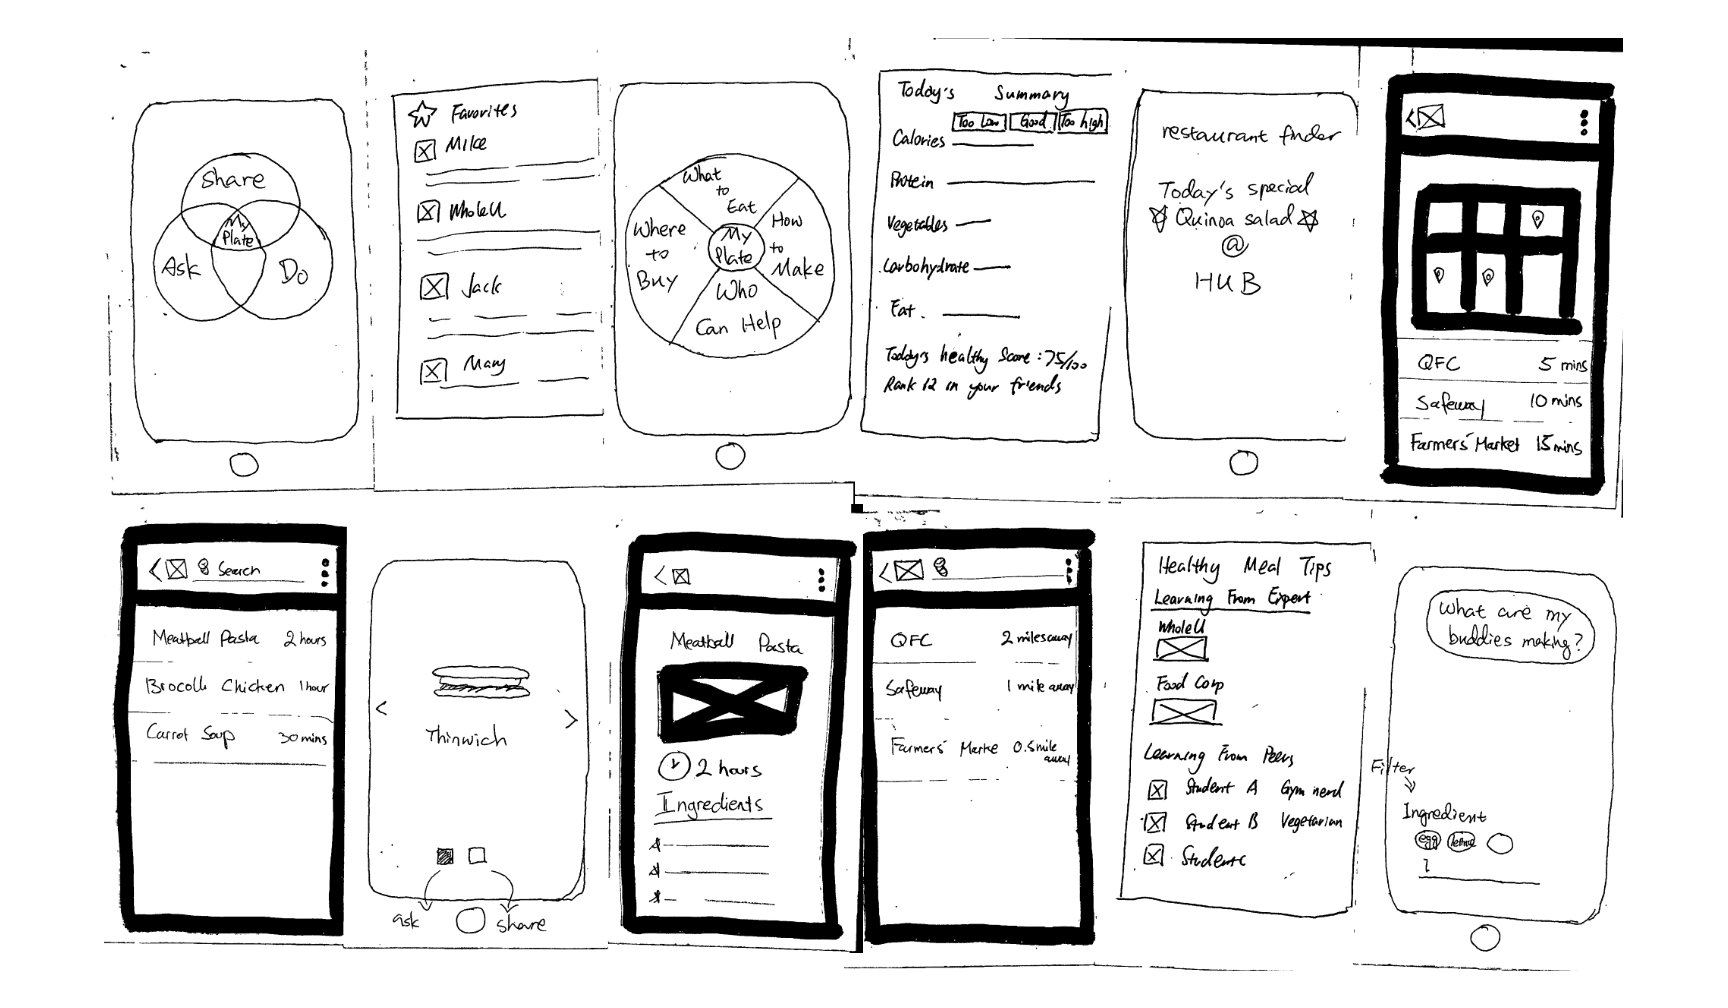 Share
My
Plate
Ask
Do
Favorites
Mike
WholeU
Jack
Mary
What
to
Eat
Where
to
Buy
My
Plate
How
to
Make
Who
Can Help
Today's Summary
Too Low Good Too high
Calories
Protein
Vegetables
Carbohydrate
Fat
Today's healthy Score: 75/100
Rank 12 in your friends
restaurant finder
Today's special
Quinoa salad
@
HUB
<
QFC 5 mins
Safeway 10 mins
Farmers' Market 15 mins
< Search
Meatball Pasta 2 hours
Brocolli Chicken 1 hour
Carrot Soup 30 mins
< >
Thinwich
ask share
<
Meatball Pasta
2 hours
Ingredients
<
QFC 2 miles away
Safeway 1 mile away
Farmers' Marke 0.5 mile
away
Healthy Meal Tips
Learning From Expert
WholeU
Food Corp
Learning From Peers
Student A Gym nerd
Student B Vegetarian
Student C
What are my
buddies making?
Filter
Ingredient
egg